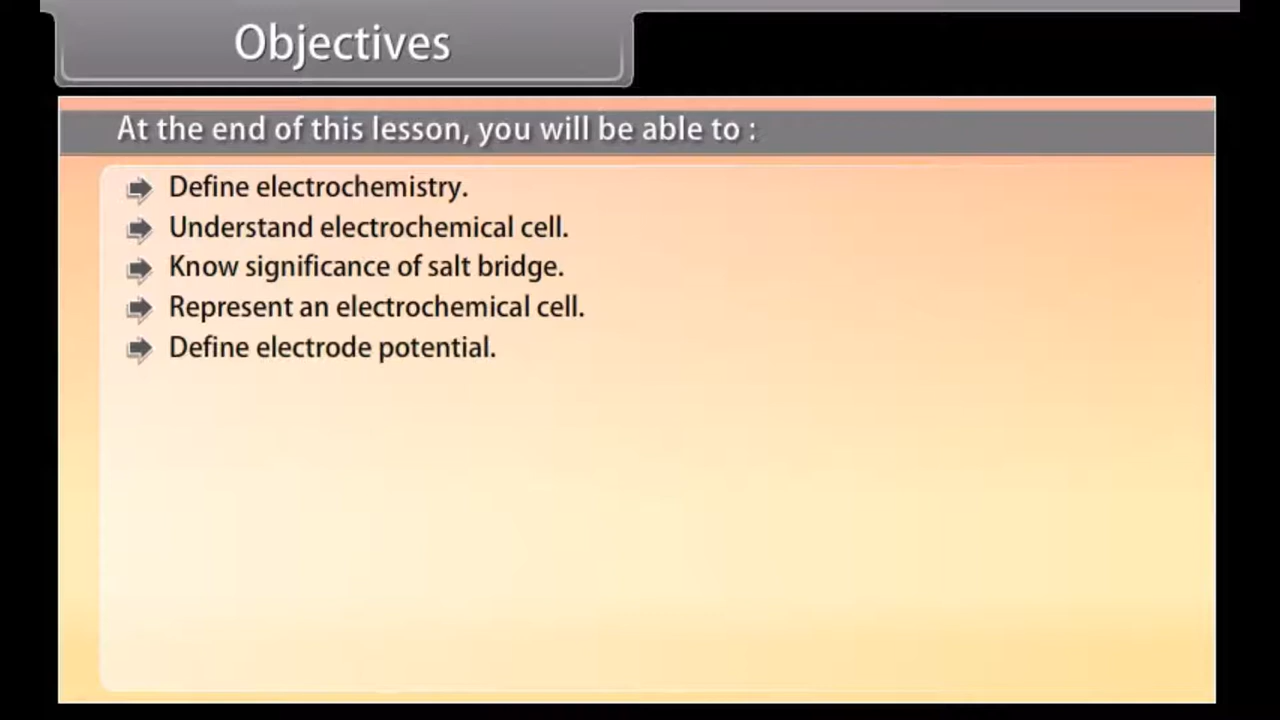 Objectives
At the end of this lesson, you will be able to :
Define electrochemistry.
Understand electrochemical cell.
Know significance of salt bridge.
Represent an electrochemical cell.
Define electrode potential.